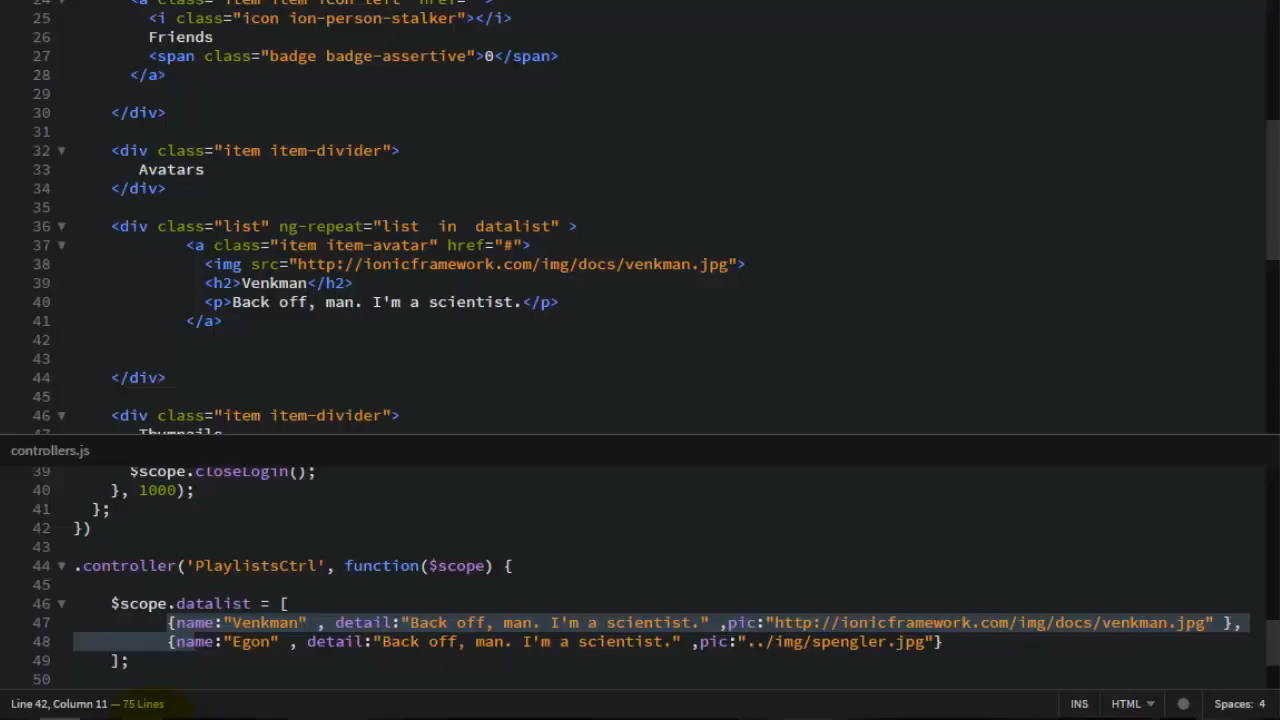 24 <a class="item item icon left" href="">
25 <i class="icon ion-person-stalker"></i>
26 Friends
27 <span class="badge badge-assertive">0</span>
28 </a>
29
30 </div>
31
32 <div class="item item-divider">
33 Avatars
34 </div>
35
36 <div class="list" ng-repeat="list in datalist" >
37 <a class="item item-avatar" href="#">
38 <img src="http://ionicframework.com/img/docs/venkman.jpg">
39 <h2>Venkman</h2>
40 <p>Back off, man. I'm a scientist.</p>
41 </a>
42
43
44 </div>
45
46 <div class="item item-divider">
47 Thumbnails
controllers.js
39 $scope.closeLogin();
40 }, 1000);
41 };
42 })
43
44 .controller('PlaylistsCtrl', function($scope) {
45
46 $scope.datalist = [
47 {name:"Venkman" , detail:"Back off, man. I'm a scientist." ,pic:"http://ionicframework.com/img/docs/venkman.jpg" },
48 {name:"Egon" , detail:"Back off, man. I'm a scientist." ,pic:"../img/spengler.jpg"}
49 ];
50
Line 42, Column 11 — 75 Lines
INS HTML Spaces: 4